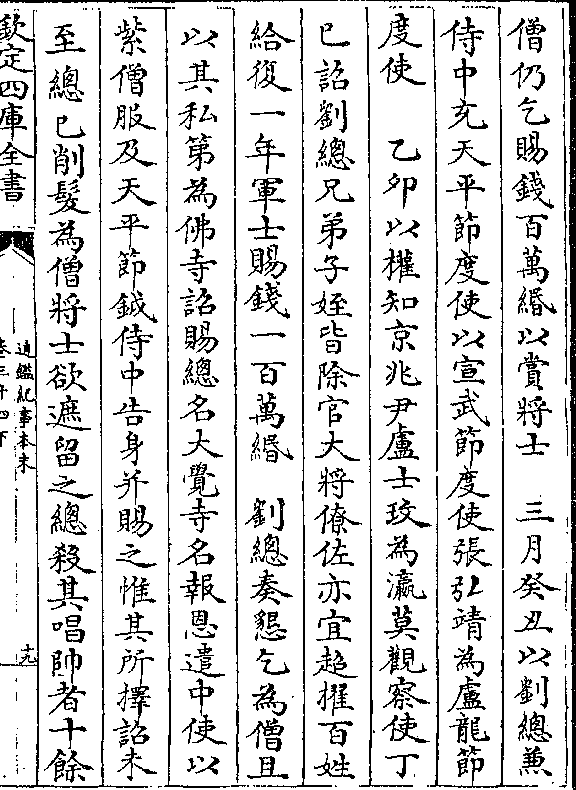 僧仍乞賜錢百萬緡以賞將士　三月癸丑以劉總兼
侍中充天平節度使以宣武節度使張弘靖為盧龍節
度使　乙卯以權知京兆尹盧士玫為瀛莫觀察使丁
巳詔劉總兄弟子姪皆除官大將僚佐亦宜超擢百姓
給復一年軍士賜錢一百萬緡　劉總奏懇乞為僧且
以其私第為佛寺詔賜總名大覺寺名報恩遣中使以
紫僧服及天平節鉞侍中告身并賜之惟其所擇詔未
至總已削髮為僧將士欲遮留之總殺其唱帥者十餘
欽定四庫全書
通鑑紀事本末
卷三十四下
十九